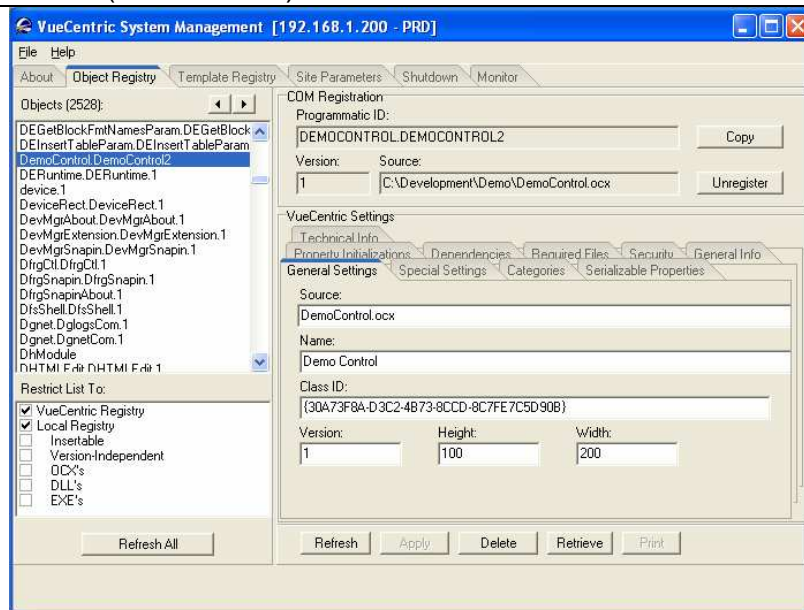 VueCentric System Management [192.168.1.200 - PRD]
File Help
About Object Registry Template Registry Site Parameters Shutdown Monitor
Objects (2528):
DEGetBlockFmtNamesParam.DEGetBlock
DEInsertTableParam.DEInsertTableParam
DemoControl.DemoControl2
DERuntime.DERuntime.1
device.1
DeviceRect.DeviceRect.1
DevMgrAbout.DevMgrAbout.1
DevMgrExtension.DevMgrExtension.1
DevMgrSnapin.DevMgrSnapin.1
DfrgCtl.DfrgCtl.1
DfrgSnapin.DfrgSnapin.1
DfrgSnapinAbout.1
DfsShell.DfsShell.1
Dgnet.DglogsCom.1
Dgnet.DgnetCom.1
DhModule
DHTMLEdit.DHTMLEdit.1
Restrict List To:
VueCentric Registry
Local Registry
Insertable
Version-Independent
OCX's
DLL's
EXE's
Refresh All
COM Registration
Programmatic ID:
DEMOCONTROL.DEMOCONTROL2 Copy
Version: Source:
1 C:\Development\Demo\DemoControl.ocx Unregister
VueCentric Settings
Technical Info
Property Initializations Dependencies Required Files Security General Info
General Settings Special Settings Categories Serializable Properties
Source:
DemoControl.ocx
Name:
Demo Control
Class ID:
{30A73F8A-D3C2-4B73-8CCD-8C7FE7C5D90B}
Version: Height: Width:
1 100 200
Refresh Apply Delete Retrieve Print